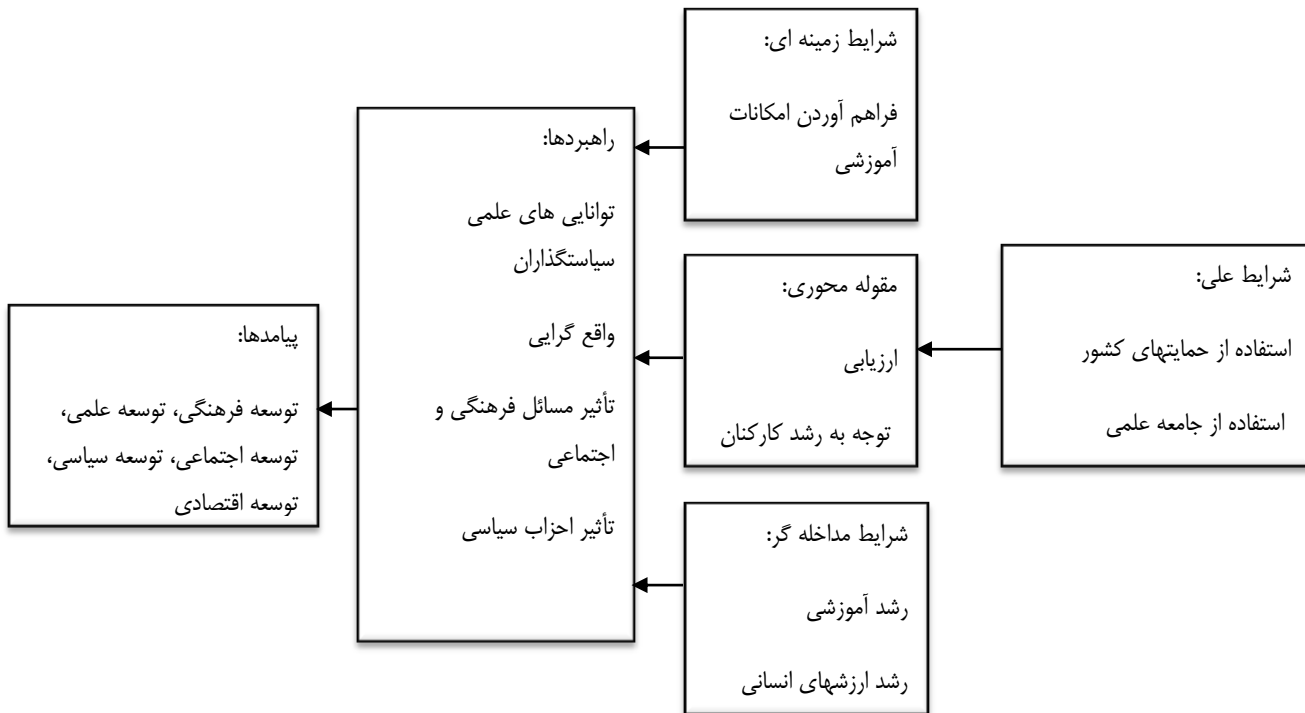 شرایط زمینه ای:
فراهم آوردن امکانات
آموزشی
شرایط علی:
استفاده از حمایتهای کشور
استفاده از جامعه علمی
مقوله محوری:
ارزیابی
توجه به رشد کارکنان
شرایط مداخله گر:
رشد آموزشی
رشد ارزشهای انسانی
راهبردها:
توانایی های علمی
سیاستگذاران
واقع گرایی
تأثیر مسائل فرهنگی و
اجتماعی
تأثیر احزاب سیاسی
پیامدها:
توسعه فرهنگی، توسعه علمی،
توسعه اجتماعی، توسعه سیاسی،
توسعه اقتصادی